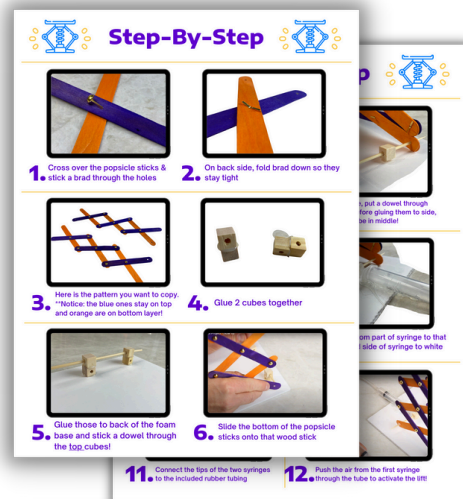 Step-By-Step
1. Cross over the popsicle sticks &
stick a brad through the holes
2. On back side, fold brad down so they
stay tight
3. Here is the pattern you want to copy.
**Notice: the blue ones stay on top
and orange are on bottom layer!
4. Glue 2 cubes together
5. Glue those to back of the foam
base and stick a dowel through
the top cubes!
6. Slide the bottom of the popsicle
sticks onto that wood stick
p
, put a dowel through
fore gluing them to side,
be in middle!
om part of syringe to that
side of syringe to white
11. Connect the tips of the two syringes
to the included rubber tubing
12. Push the air from the first syringe
through the tube to activate the lift!